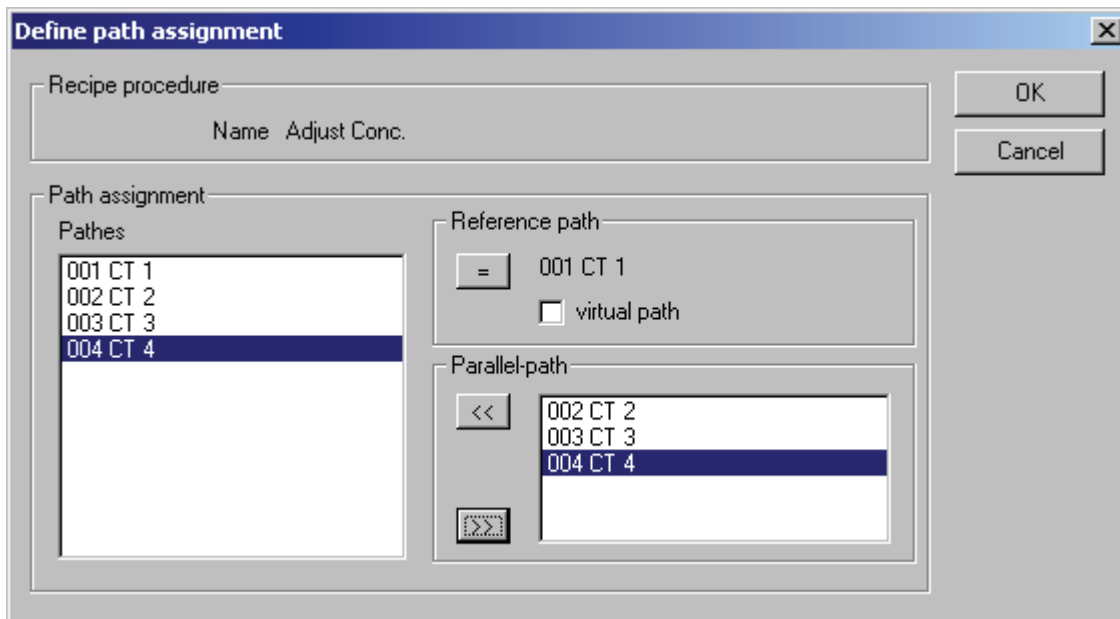 Define path assignment
Recipe procedure
Name Adjust Conc.
OK
Cancel
Path assignment
Pathes
001 CT 1
002 CT 2
003 CT 3
004 CT 4
Reference path
= 001 CT 1
virtual path
Parallel-path
<<
002 CT 2
003 CT 3
004 CT 4
>>